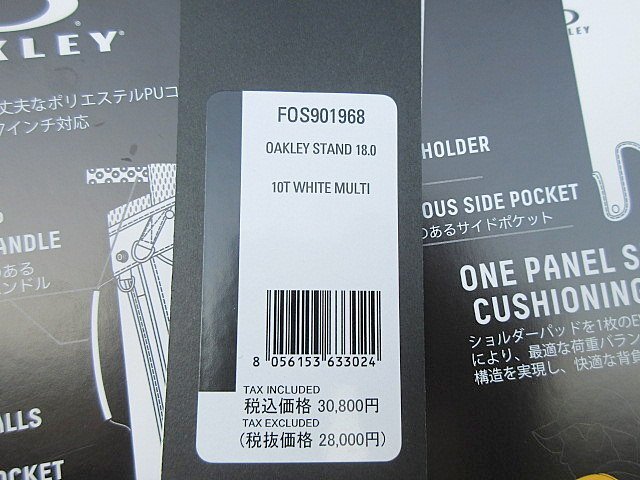 OAKLEY
丈夫なポリエステルPUコ
7インチ対応
ANDLE
のある
ンドル
LLS
POCKET
FOS901968
OAKLEY STAND 18.0
10T WHITE MULTI
8 056153 633024
TAX INCLUDED
税込価格 30,800円
TAX EXCLUDED
(税抜価格 28,000円)
KLEY
HOLDER
OUS SIDE POCKET
のあるサイドポケット
ONE PANEL S
CUSHIONING
ショルダーパッドを1枚のE
により、最適な荷重バラン
構造を実現し、快適な背負